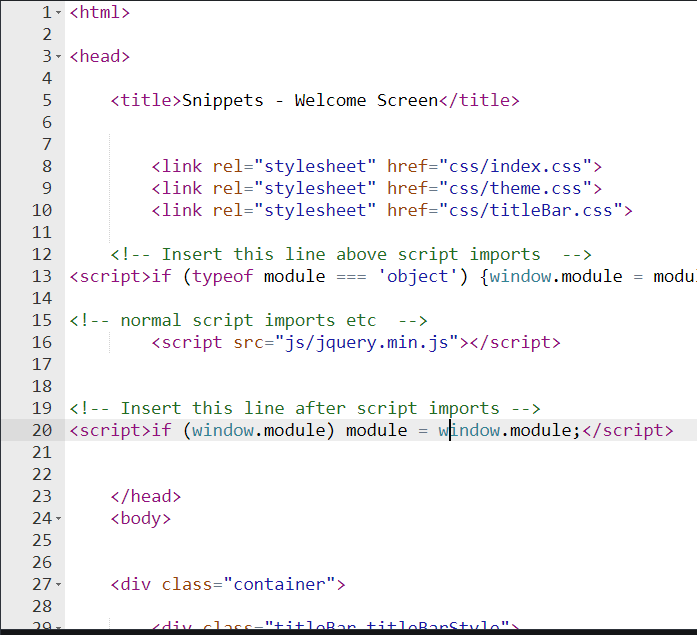 1 <html>
2
3 <head>
4
5 <title>Snippets - Welcome Screen</title>
6
7
8 <link rel="stylesheet" href="css/index.css">
9 <link rel="stylesheet" href="css/theme.css">
10 <link rel="stylesheet" href="css/titleBar.css">
11
12 <!-- Insert this line above script imports  -->
13 <script>if (typeof module === 'object') {window.module = modul
14
15 <!-- normal script imports etc  -->
16 <script src="js/jquery.min.js"></script>
17
18
19 <!-- Insert this line after script imports -->
20 <script>if (window.module) module = window.module;</script>
21
22
23 </head>
24 <body>
25
26
27 <div class="container">
28
29 <div class="titleBar titleBarStyle">